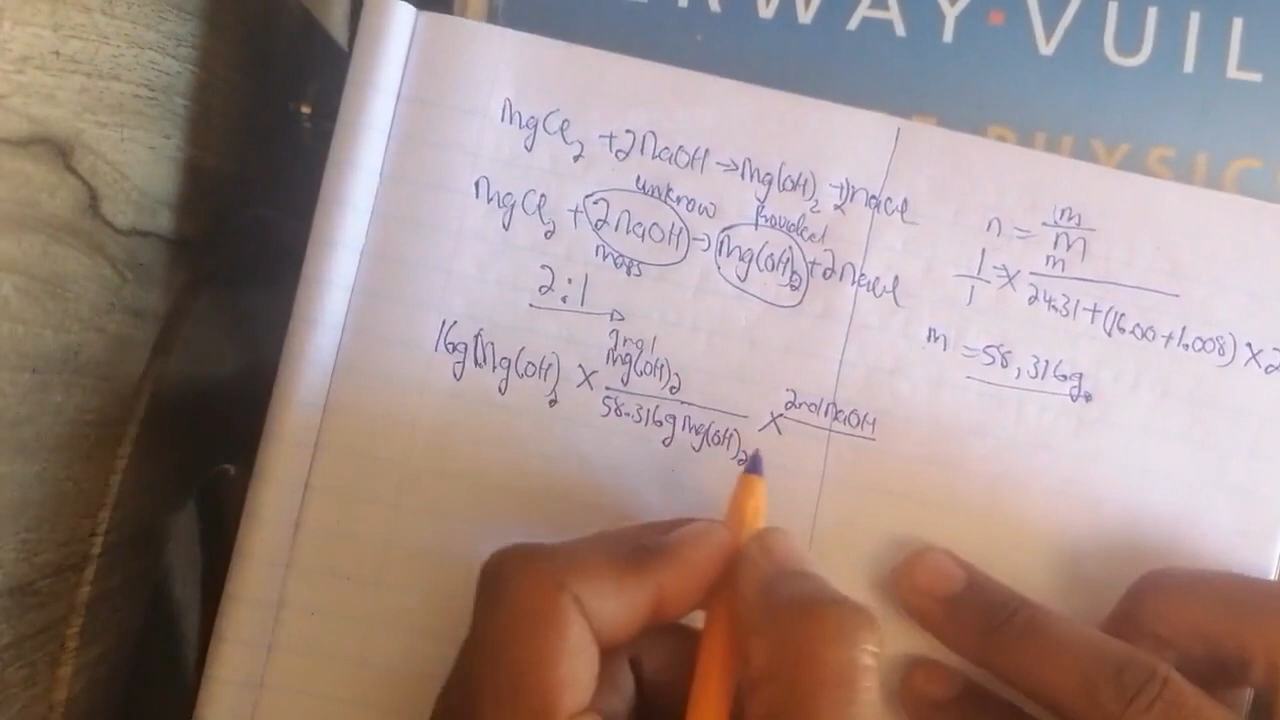 ERWAY·VUIL
PHYSIC
MgCl₂ + 2NaOH → Mg(OH)₂ + 2NaCl
unknow provided
MgCl₂ + 2NaOH → Mg(OH)₂ + 2NaCl
mass
2:1
1mol
16g Mg(OH)₂ × Mg(OH)₂ × 2molNaOH
58.316g Mg(OH)₂
n = m
M
1 × m
1 24.31+(16.00+1.008)×2
m = 58,316g.